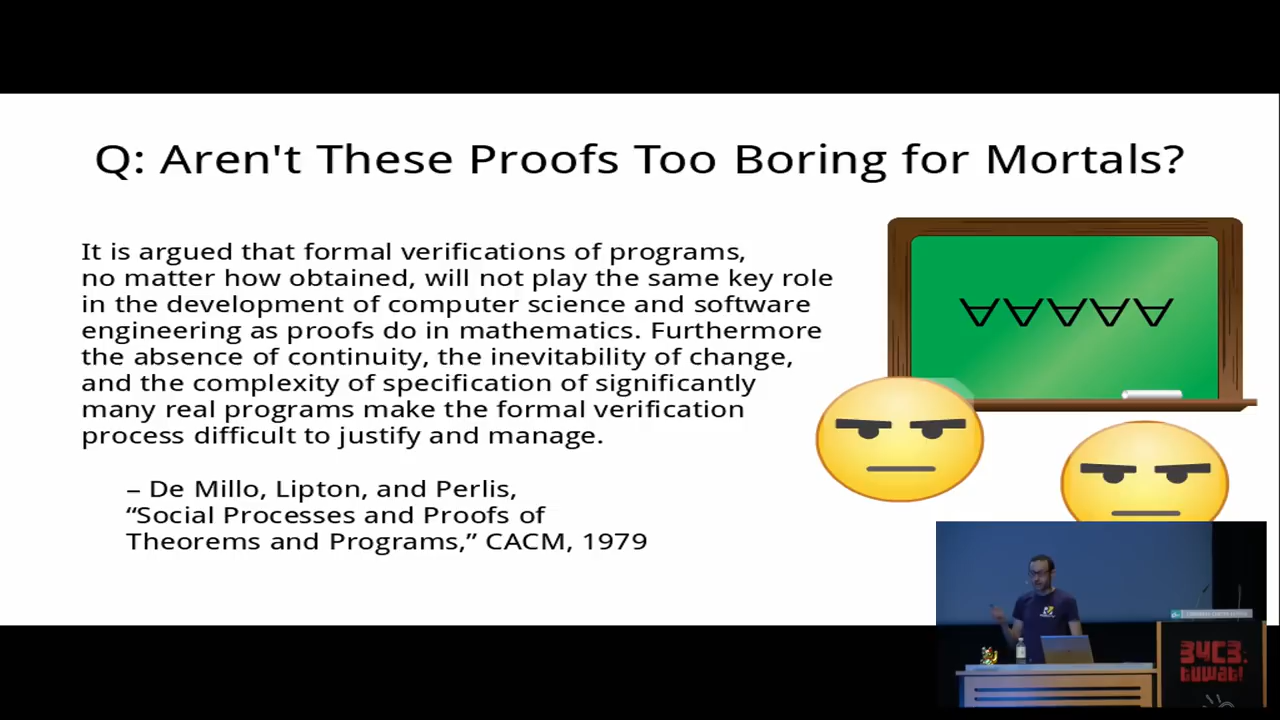 Q: Aren't These Proofs Too Boring for Mortals?
It is argued that formal verifications of programs,
no matter how obtained, will not play the same key role
in the development of computer science and software
engineering as proofs do in mathematics. Furthermore
the absence of continuity, the inevitability of change,
and the complexity of specification of significantly
many real programs make the formal verification
process difficult to justify and manage.
– De Millo, Lipton, and Perlis,
“Social Processes and Proofs of
Theorems and Programs,” CACM, 1979
∀∀∀∀∀
34C3.
tuwat!